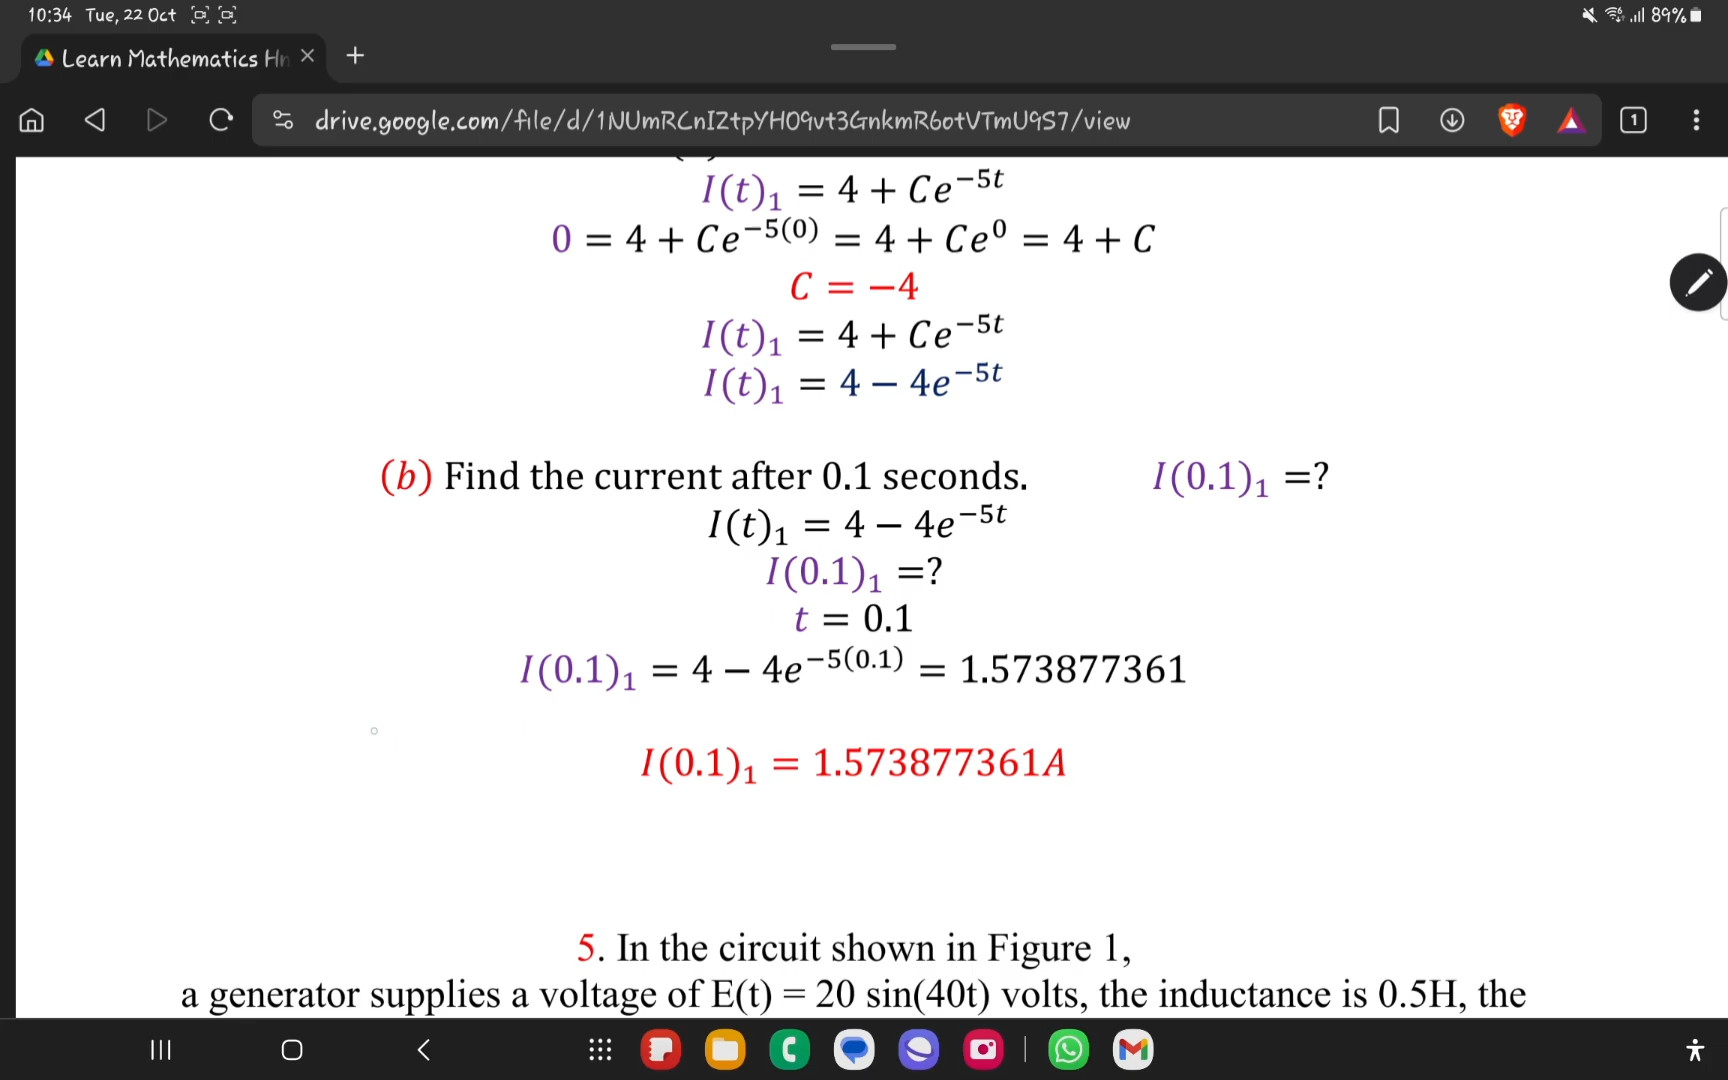 10:34 Tue, 22 Oct 89%
Learn Mathematics Hn
drive.google.com/file/d/1NUmRCnIZtpYHO9vt3GnkmR6otVTmU9S7/view 1
I(t)₁ = 4 + Ce⁻⁵ᵗ
0 = 4 + Ce⁻⁵⁽⁰⁾ = 4 + Ce⁰ = 4 + C
C = −4
I(t)₁ = 4 + Ce⁻⁵ᵗ
I(t)₁ = 4 − 4e⁻⁵ᵗ
(b) Find the current after 0.1 seconds. I(0.1)₁ =?
I(t)₁ = 4 − 4e⁻⁵ᵗ
I(0.1)₁ =?
t = 0.1
I(0.1)₁ = 4 − 4e^−5(0.1) = 1.573877361
I(0.1)₁ = 1.573877361A
5. In the circuit shown in Figure 1,
a generator supplies a voltage of E(t) = 20 sin(40t) volts, the inductance is 0.5H, the